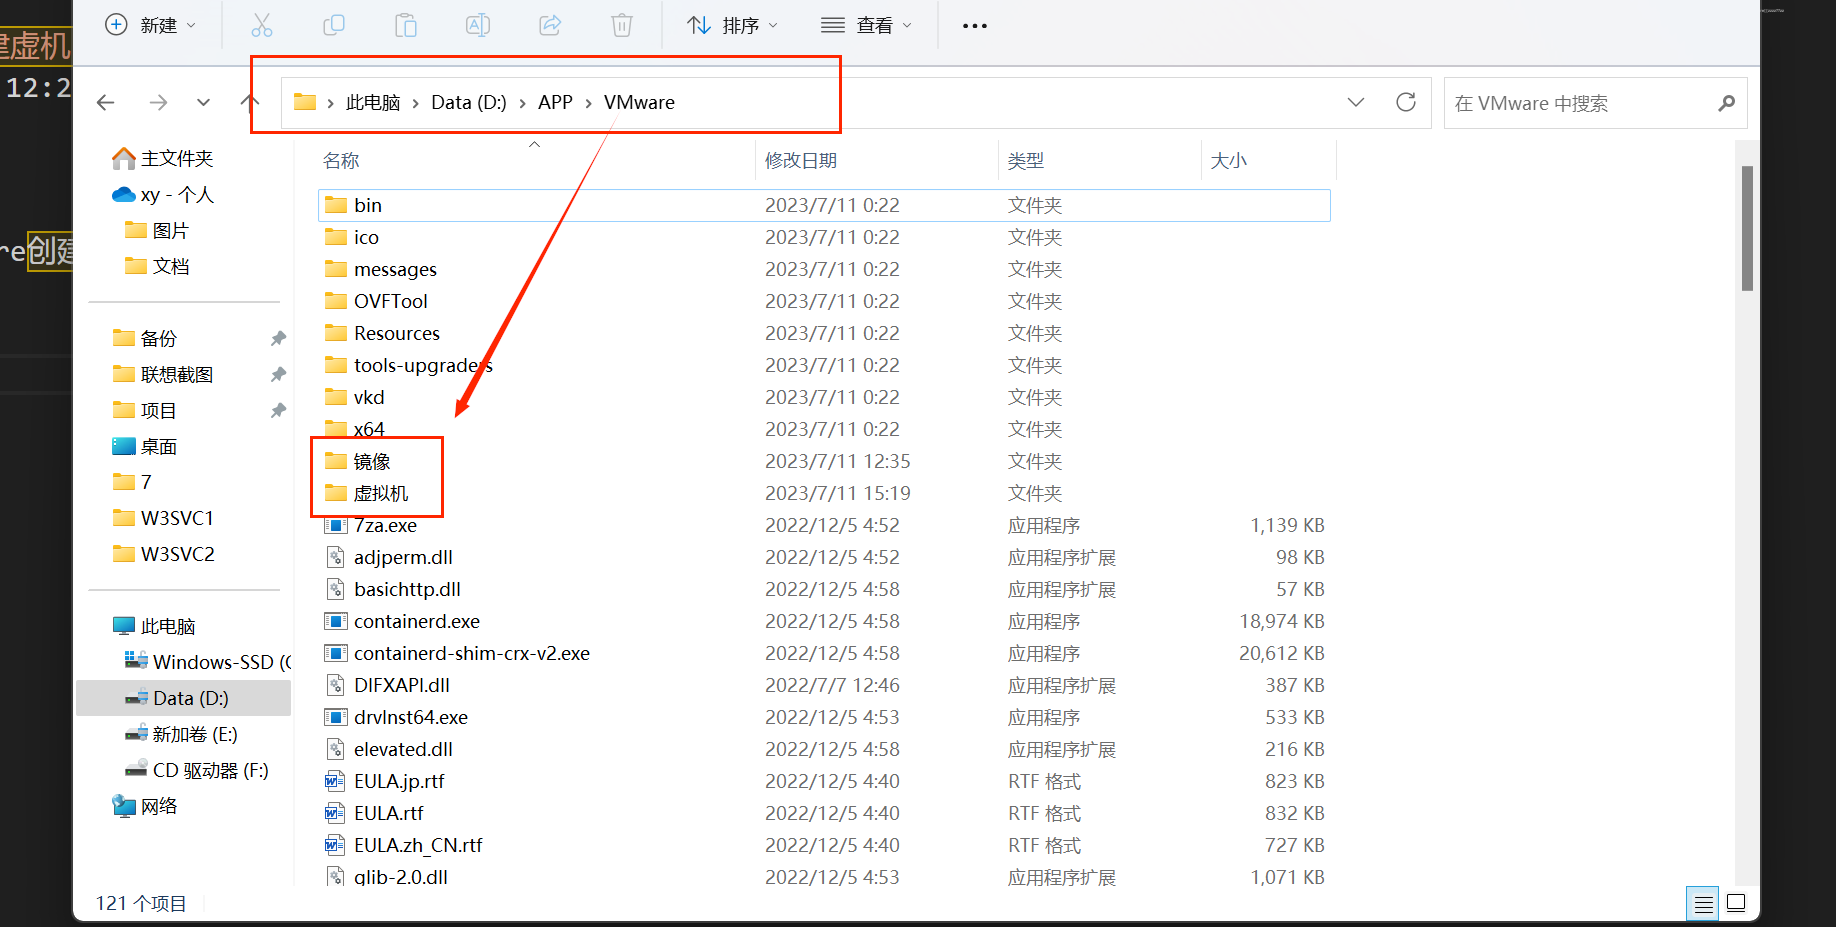 新建 排序 查看
建虚机
12:2
此电脑 › Data (D:) › APP › VMware
在 VMware 中搜索
re创建
主文件夹
xy - 个人
图片
文档
备份
联想截图
项目
桌面
7
W3SVC1
W3SVC2
此电脑
Windows-SSD (C
Data (D:)
新加卷 (E:)
CD 驱动器 (F:)
网络
名称 修改日期 类型 大小
bin 2023/7/11 0:22 文件夹
ico 2023/7/11 0:22 文件夹
messages 2023/7/11 0:22 文件夹
OVFTool 2023/7/11 0:22 文件夹
Resources 2023/7/11 0:22 文件夹
tools-upgraders 2023/7/11 0:22 文件夹
vkd 2023/7/11 0:22 文件夹
x64 2023/7/11 0:22 文件夹
镜像 2023/7/11 12:35 文件夹
虚拟机 2023/7/11 15:19 文件夹
7za.exe 2022/12/5 4:52 应用程序 1,139 KB
adjperm.dll 2022/12/5 4:52 应用程序扩展 98 KB
basichttp.dll 2022/12/5 4:58 应用程序扩展 57 KB
containerd.exe 2022/12/5 4:58 应用程序 18,974 KB
containerd-shim-crx-v2.exe 2022/12/5 4:58 应用程序 20,612 KB
DIFXAPI.dll 2022/7/7 12:46 应用程序扩展 387 KB
drvInst64.exe 2022/12/5 4:53 应用程序 533 KB
elevated.dll 2022/12/5 4:58 应用程序扩展 216 KB
EULA.jp.rtf 2022/12/5 4:40 RTF 格式 823 KB
EULA.rtf 2022/12/5 4:40 RTF 格式 832 KB
EULA.zh_CN.rtf 2022/12/5 4:40 RTF 格式 727 KB
glib-2.0.dll 2022/12/5 4:53 应用程序扩展 1,071 KB
121 个项目